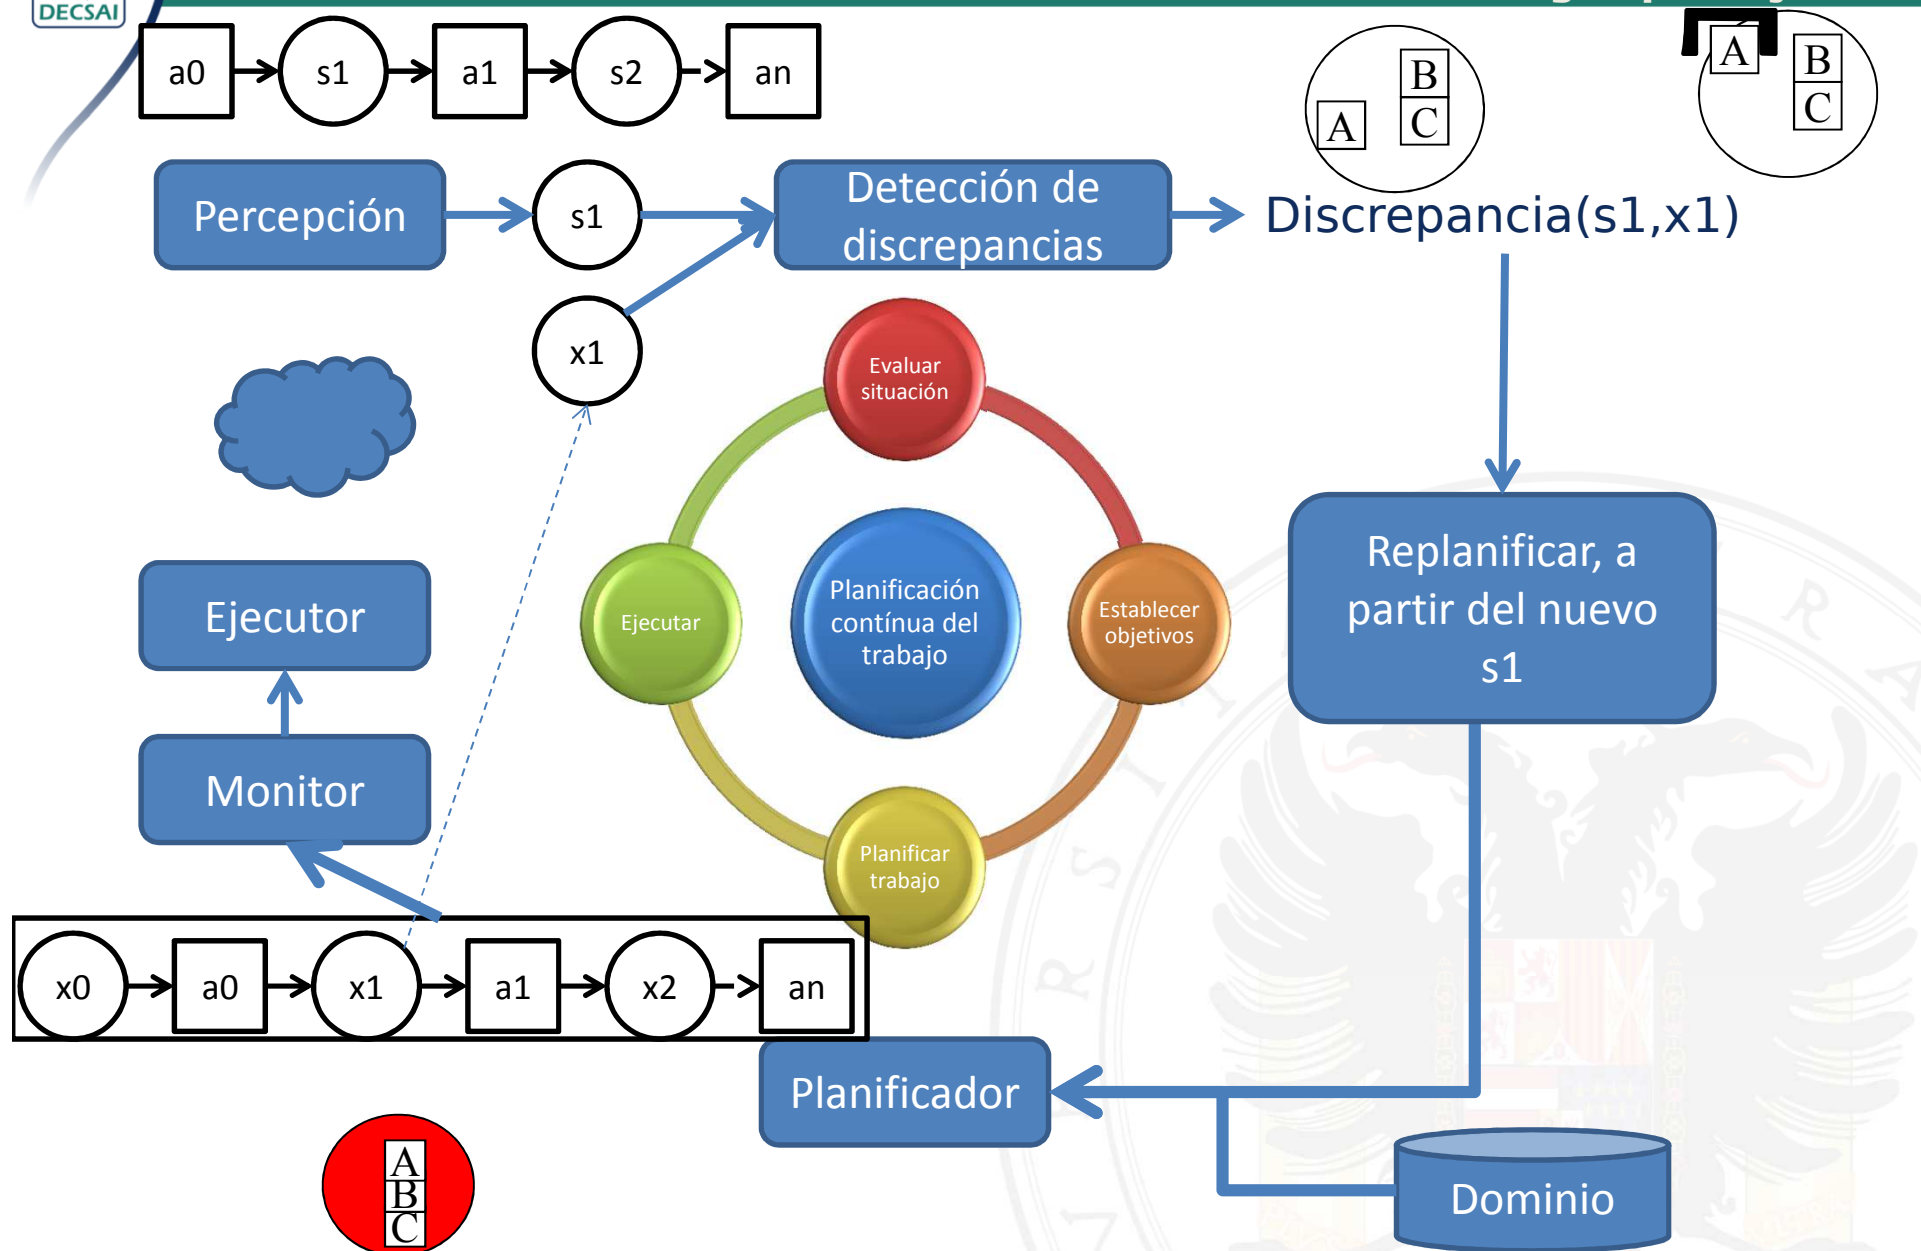 DECSAI
a0
s1
a1
s2
an
B
A
C
A
B
C
Percepción
s1
Detección de
discrepancias
Discrepancia(s1,x1)
x1
Evaluar
situación
Replanificar, a
partir del nuevo
s1
Ejecutor
Ejecutar
Planificación
contínua del
trabajo
Establecer
objetivos
Monitor
Planificar
trabajo
x0
a0
x1
a1
x2
an
Planificador
Dominio
A
B
C